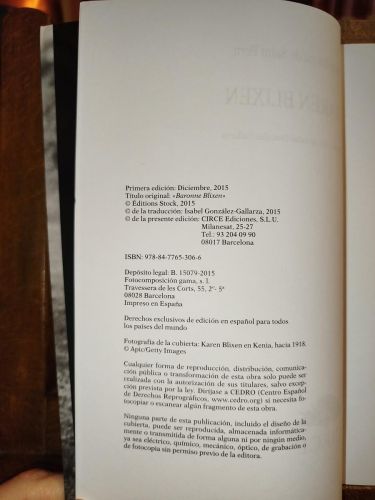 Primera edición: Diciembre, 2015
Título original: «Baronne Blixen»
© Éditions Stock, 2015
© de la traducción: Isabel González-Gallarza, 2015
© de la presente edición: CIRCE Ediciones, S.L.U.
Milanesat, 25-27
Tel.: 93 204 09 90
08017 Barcelona
ISBN: 978-84-7765-306-6
Depósito legal: B. 15079-2015
Fotocomposición gama, s. l.
Travessera de les Corts, 55, 2º- 5ª
08028 Barcelona
Impreso en España
Derechos exclusivos de edición en español para todos
los países del mundo
Fotografía de la cubierta: Karen Blixen en Kenia, hacia 1918.
© Apic/Getty Images
Cualquier forma de reproducción, distribución, comunica-
ción pública o transformación de esta obra solo puede ser
realizada con la autorización de sus titulares, salvo excep-
ción prevista por la ley. Diríjase a CEDRO (Centro Español
de Derechos Reprográficos, www.cedro.org) si necesita fo-
tocopiar o escanear algún fragmento de esta obra.
Ninguna parte de esta publicación, incluido el diseño de la
cubierta, puede ser reproducida, almacenada informática-
mente o transmitida de forma alguna ni por ningún medio,
ya sea eléctrico, químico, mecánico, óptico, de grabación o
de fotocopia sin permiso previo de la editora.